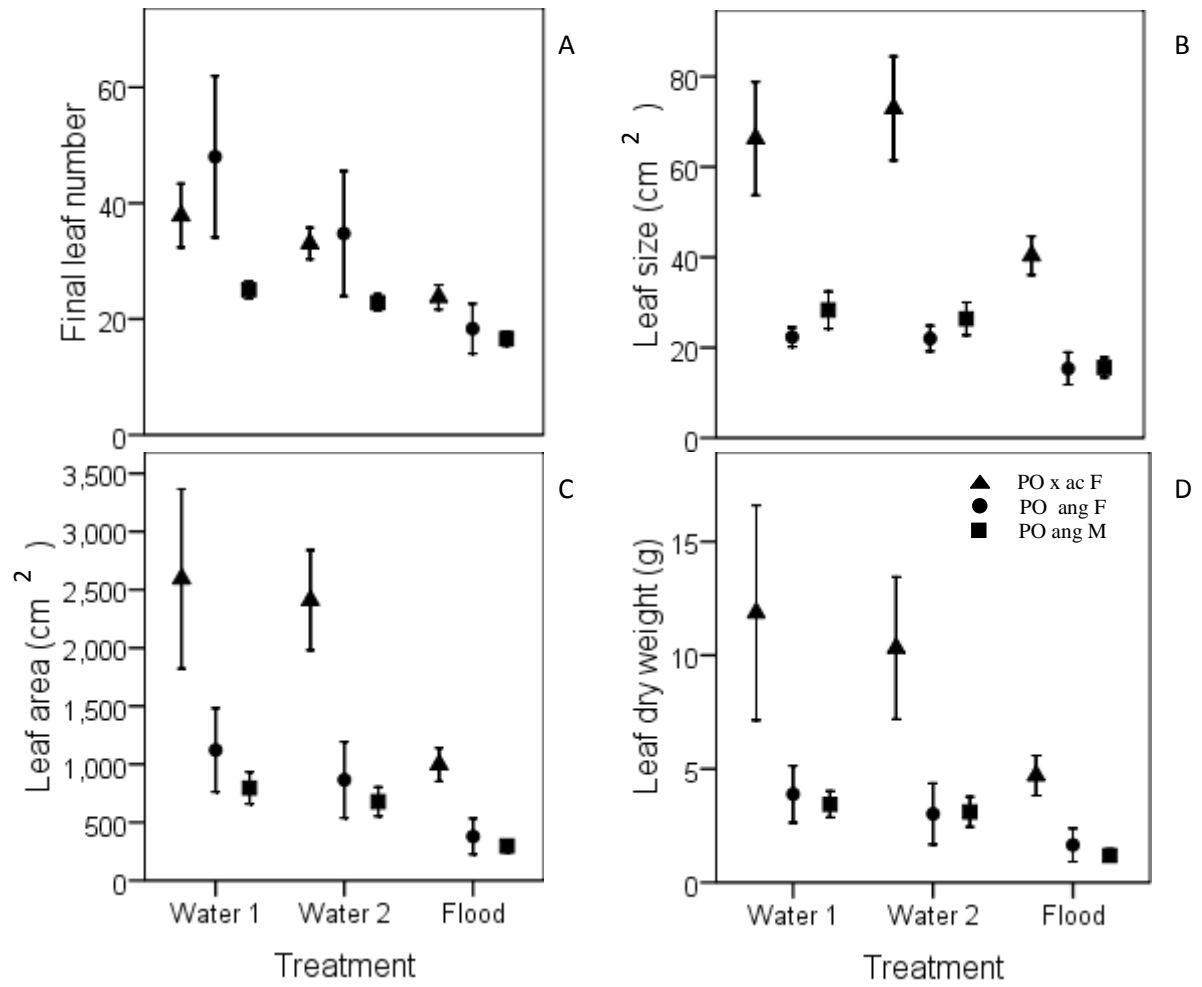 A
Final leaf number
60
40
20
0
B
Leaf size (cm 2 )
80
60
40
20
0
C
Leaf area (cm 2 )
3,500
3,000
2,500
2,000
1,500
1,000
500
0
Water 1 Water 2 Flood
Treatment
D
Leaf dry weight (g)
15
10
5
0
PO x ac F
PO ang F
PO ang M
Water 1 Water 2 Flood
Treatment